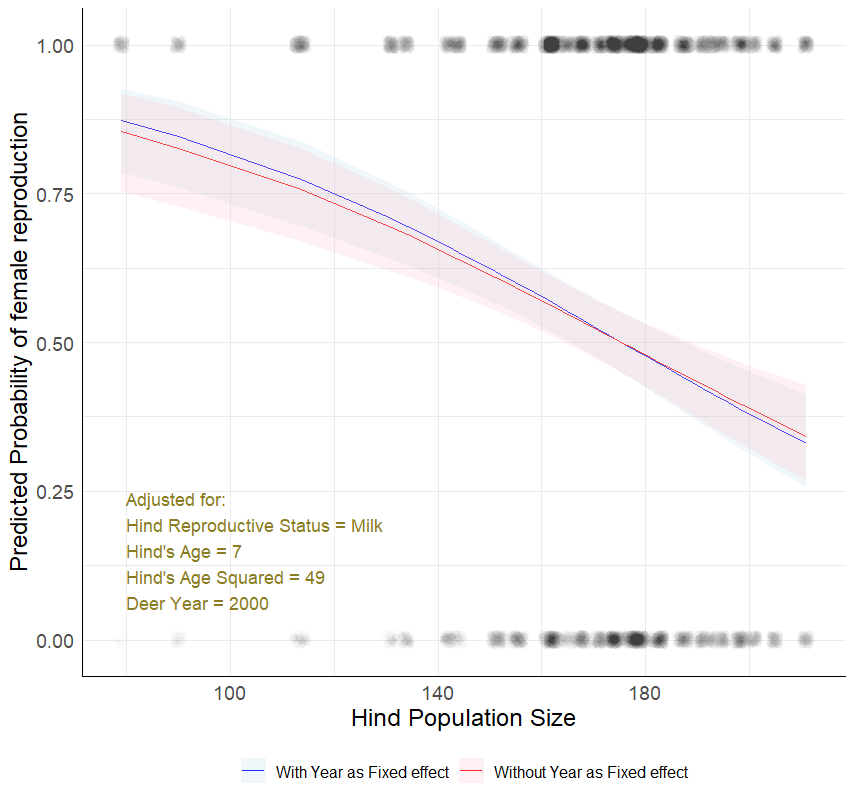 1.00
0.75
0.50
0.25
0.00
Predicted Probability of female reproduction
Adjusted for:
Hind Reproductive Status = Milk
Hind's Age = 7
Hind's Age Squared = 49
Deer Year = 2000
100
140
180
Hind Population Size
With Year as Fixed effect
Without Year as Fixed effect